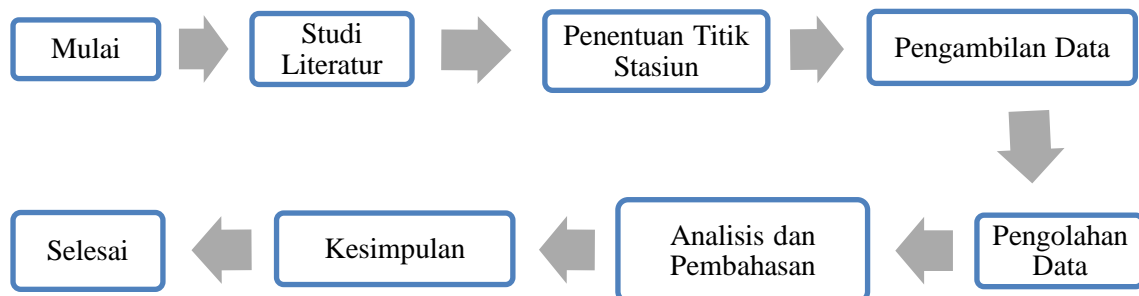 Mulai
Studi
Literatur
Penentuan Titik
Stasiun
Pengambilan Data
Pengolahan
Data
Analisis dan
Pembahasan
Kesimpulan
Selesai